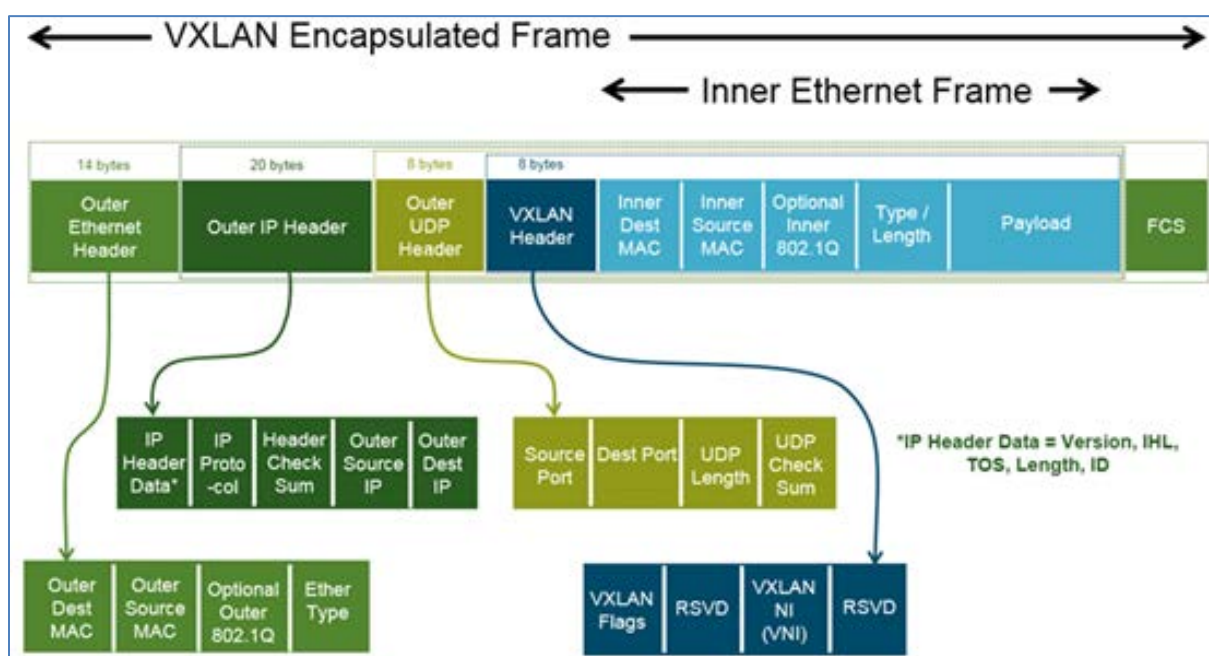 VXLAN Encapsulated Frame
Inner Ethernet Frame
14 bytes
20 bytes
8 bytes
8 bytes
Outer
Ethernet
Header
Outer IP Header
Outer
UDP
Header
VXLAN
Header
Inner
Dest
MAC
Inner
Source
MAC
Optional
Inner
802.1Q
Type /
Length
Payload
FCS
IP
Header
Data*
IP
Proto
-col
Header
Check
Sum
Outer
Source
IP
Outer
Dest
IP
Source
Port
Dest Port
UDP
Length
UDP
Check
Sum
*IP Header Data = Version, IHL,
TOS, Length, ID
Outer
Dest
MAC
Outer
Source
MAC
Optional
Outer
802.1Q
Ether
Type
VXLAN
Flags
RSVD
VXLAN
NI
(VNI)
RSVD